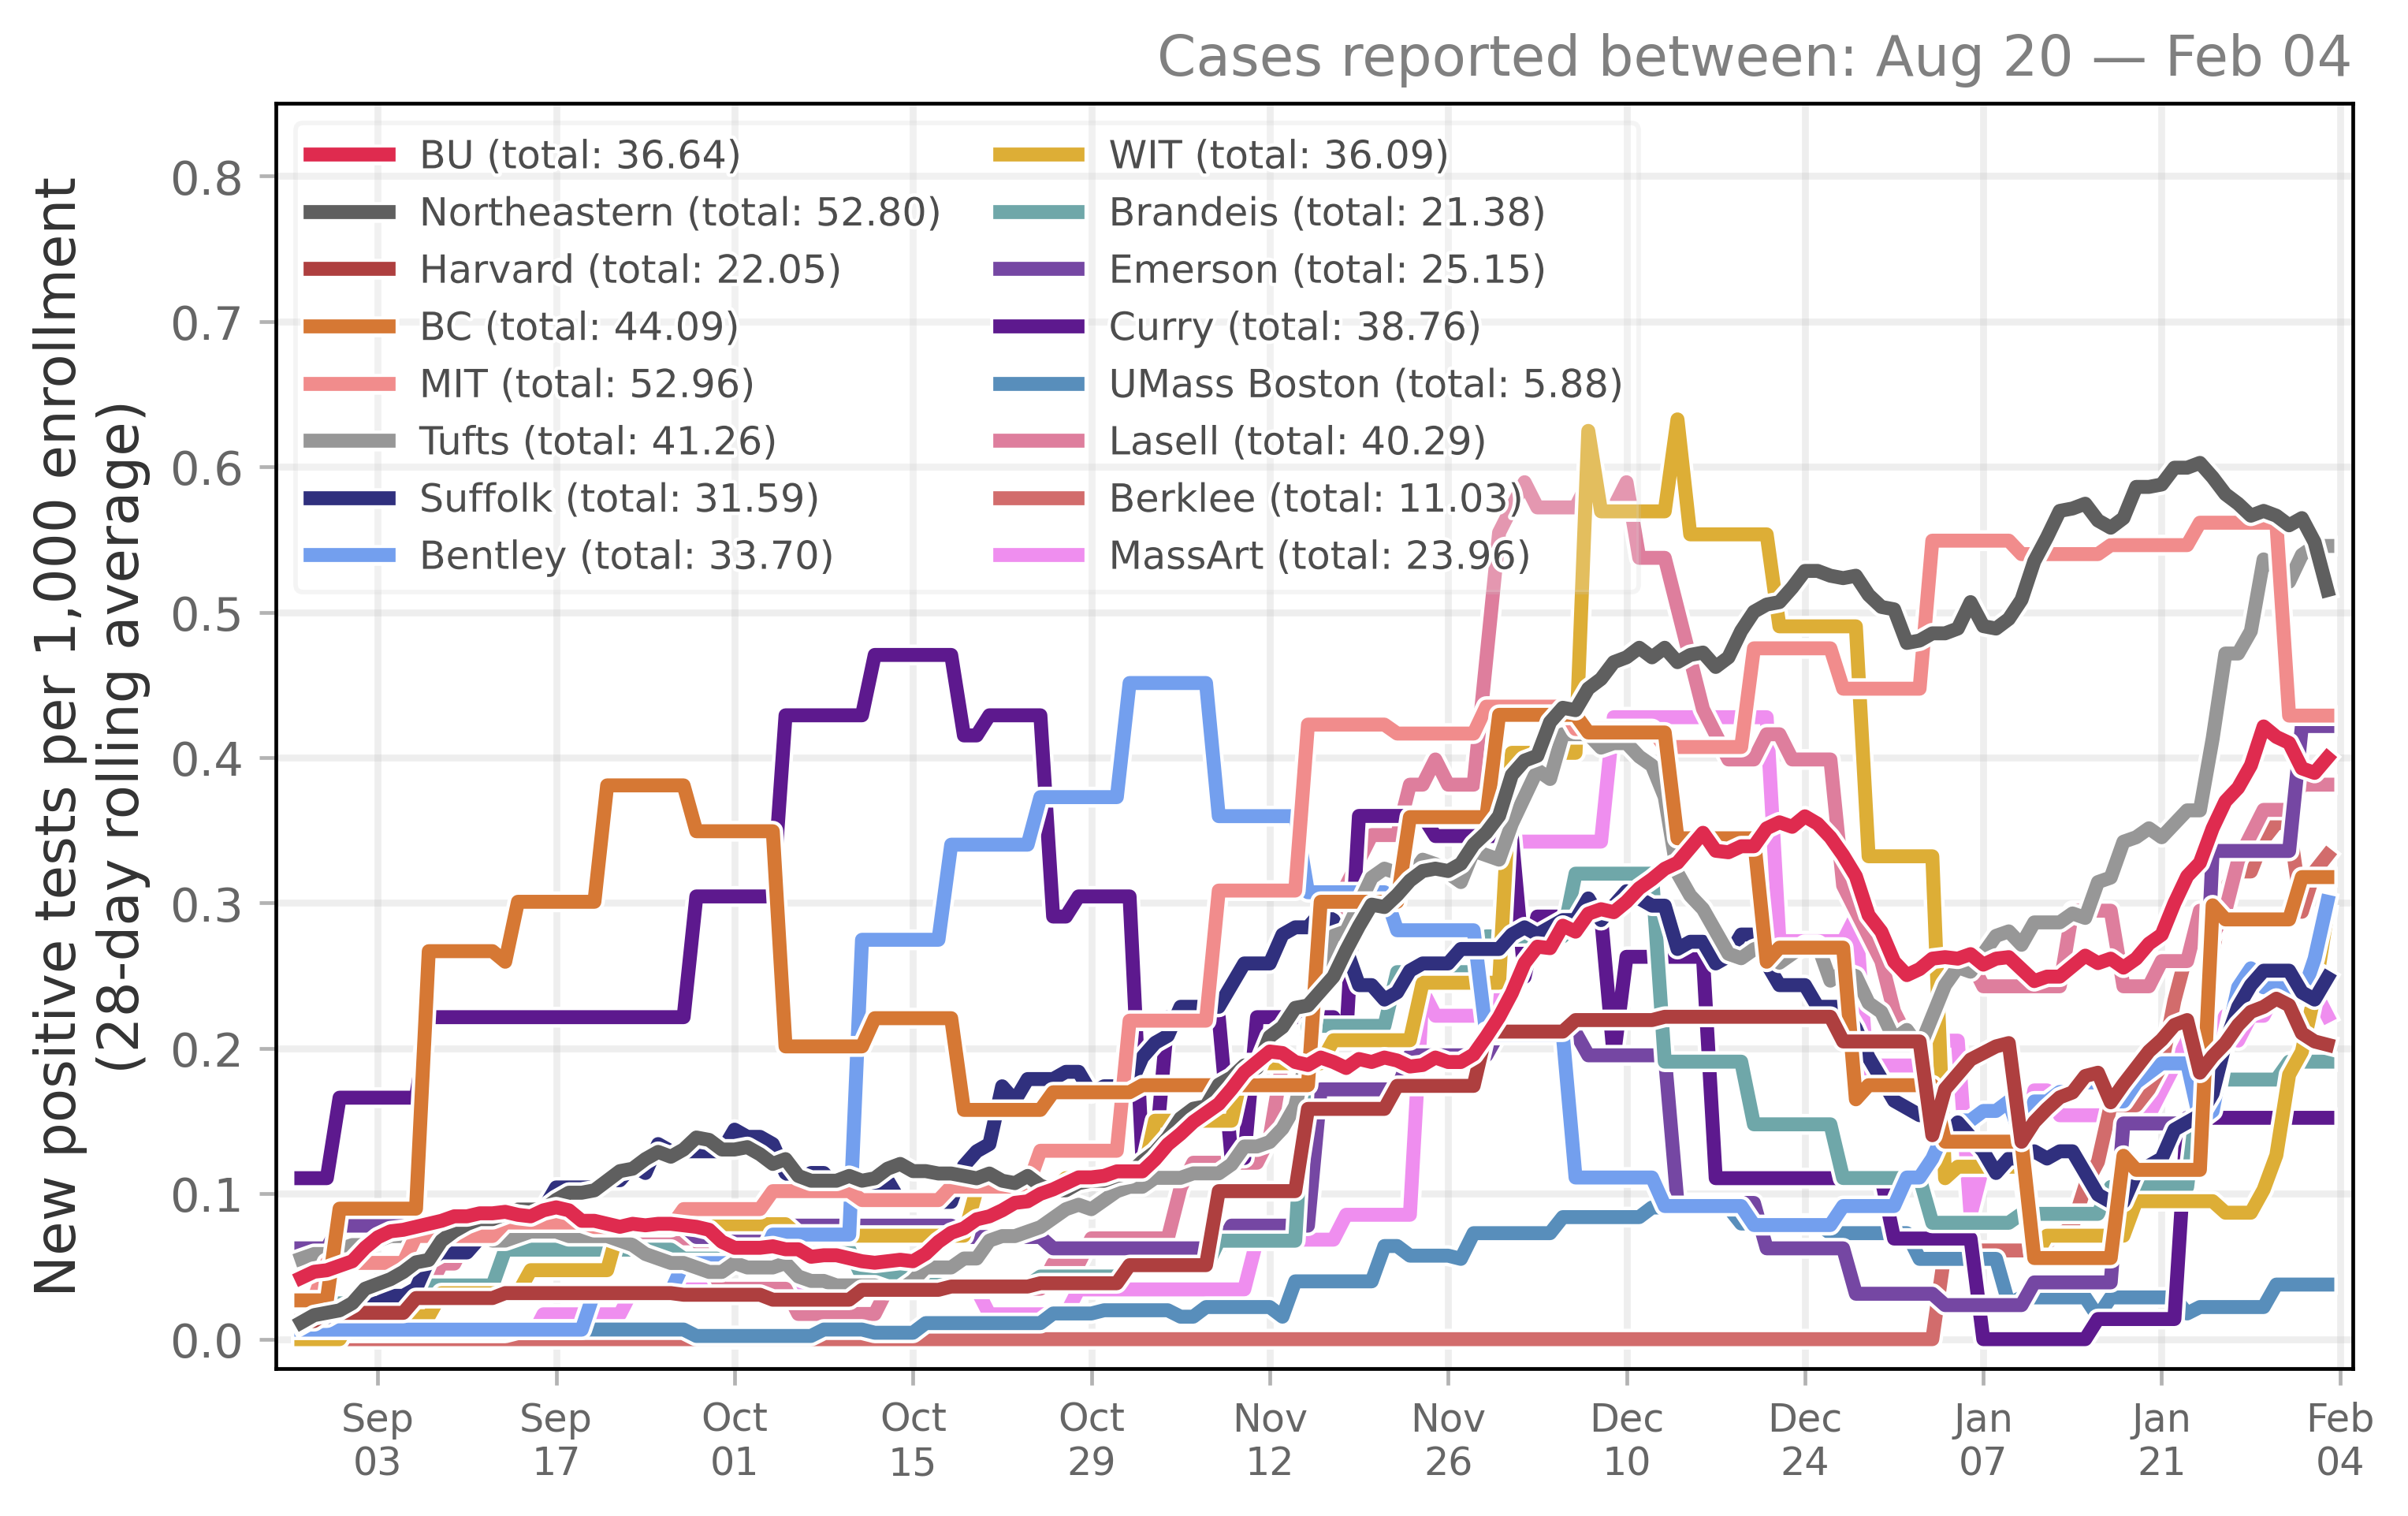 Cases reported between: Aug 20 — Feb 04
New positive tests per 1,000 enrollment
(28-day rolling average)
0.8
0.7
0.6
0.5
0.4
0.3
0.2
0.1
0.0
BU (total: 36.64)
Northeastern (total: 52.80)
Harvard (total: 22.05)
BC (total: 44.09)
MIT (total: 52.96)
Tufts (total: 41.26)
Suffolk (total: 31.59)
Bentley (total: 33.70)
WIT (total: 36.09)
Brandeis (total: 21.38)
Emerson (total: 25.15)
Curry (total: 38.76)
UMass Boston (total: 5.88)
Lasell (total: 40.29)
Berklee (total: 11.03)
MassArt (total: 23.96)
Sep
03
Sep
17
Oct
01
Oct
15
Oct
29
Nov
12
Nov
26
Dec
10
Dec
24
Jan
07
Jan
21
Feb
04